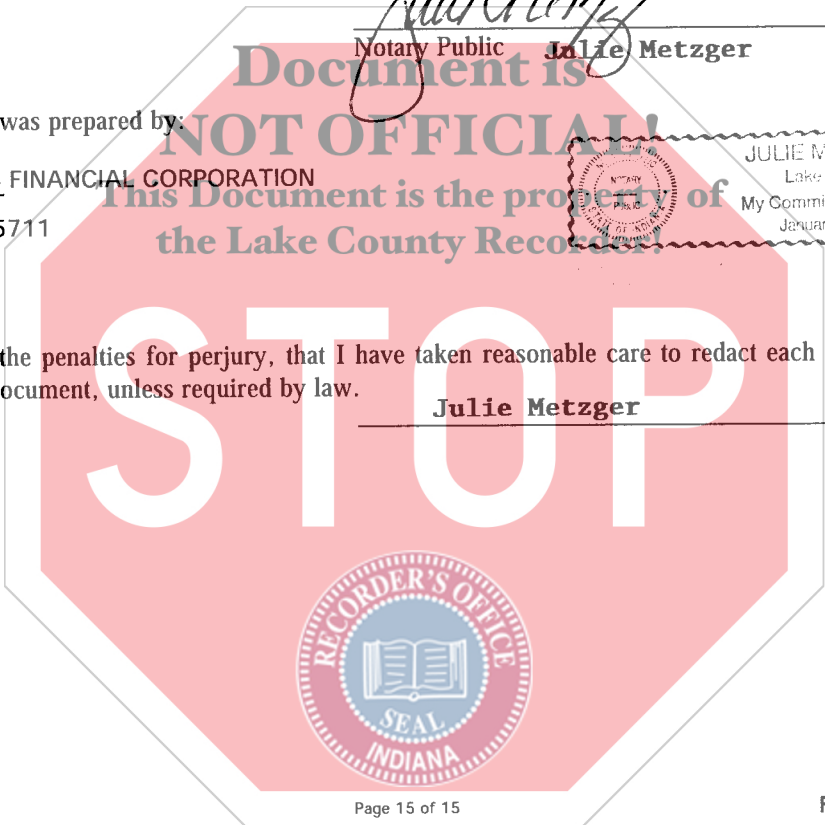 Notary Public Julie Metzger
Document is
was prepared by:
NOT OFFICIAL!
JULIE M
FINANCIAL CORPORATION
Lake
This Document is the property of
NOTARY
PUBLIC
STATE OF INDIANA
My Commi
5711
Januar
the Lake County Recorder!
the penalties for perjury, that I have taken reasonable care to redact each
ocument, unless required by law.
Julie Metzger
STOP
RECORDER'S OFFICE
SEAL
INDIANA
Page 15 of 15